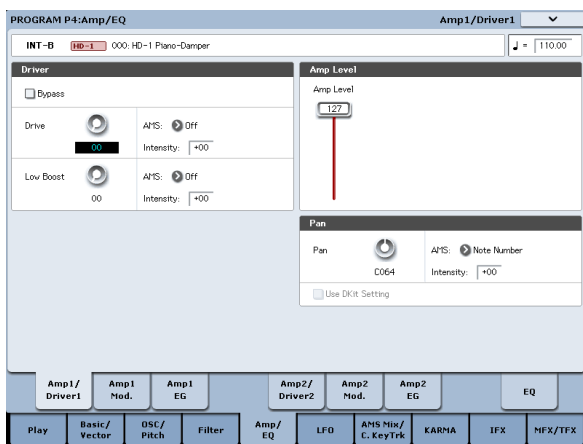 PROGRAM P4:Amp/EQ Amp1/Driver1
INT-B HD-1 000: HD-1 Piano-Damper ♩ = 110.00
Driver
Bypass
Drive AMS: Off
00 Intensity: +00
Low Boost AMS: Off
00 Intensity: +00
Amp Level
Amp Level
127
Pan
Pan AMS: Note Number
C064 Intensity: +00
Use DKit Setting
Amp1/ Driver1 Amp1 Mod. Amp1 EG Amp2/ Driver2 Amp2 Mod. Amp2 EG EQ
Play Basic/ Vector OSC/ Pitch Filter Amp/ EQ LFO AMS Mix/ C. KeyTrk KARMA IFX MFX/TFX